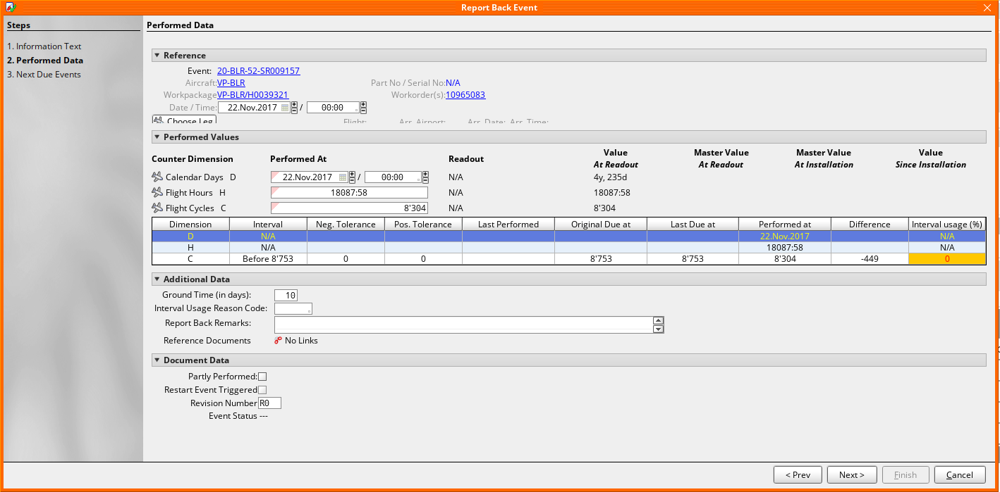 Report Back Event
Steps
1. Information Text
2. Performed Data
3. Next Due Events
Performed Data
Reference
Event: 20-BLR-52-SR009157
Aircraft: VP-BLR Part No / Serial No: N/A
Workpackage VP-BLR/H0039321 Workorder(s): 10965083
Date / Time: 22.Nov.2017 / 00:00
Choose Leg Flight: Arr. Airport: Arr. Date: Arr. Time:
Performed Values
Counter Dimension Performed At Readout Value At Readout Master Value At Readout Master Value At Installation Value Since Installation
Calendar Days D 22.Nov.2017 / 00:00 N/A 4y, 235d
Flight Hours H 18087:58 N/A 18087:58
Flight Cycles C 8'304 N/A 8'304
Dimension Interval Neg. Tolerance Pos. Tolerance Last Performed Original Due at Last Due at Performed at Difference Interval usage (%)
D N/A 22.Nov.2017 N/A
H N/A 18087:58 N/A
C Before 8'753 0 0 8'753 8'753 8'304 -449 0
Additional Data
Ground Time (in days): 10
Interval Usage Reason Code:
Report Back Remarks:
Reference Documents No Links
Document Data
Partly Performed:
Restart Event Triggered
Revision Number R0
Event Status ---
< Prev Next > Finish Cancel